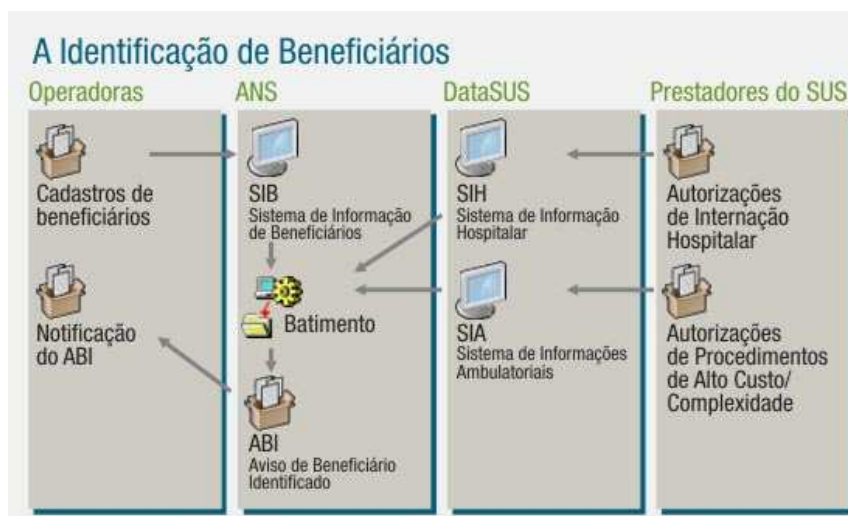 A Identificação de Beneficiários
Operadoras
ANS
DataSUS
Prestadores do SUS
Cadastros de
beneficiários
Notificação
do ABI
SIB
Sistema de Informação
de Beneficiários
Batimento
ABI
Aviso de Beneficiário
Identificado
SIH
Sistema de Informação
Hospitalar
SIA
Sistema de Informações
Ambulatoriais
Autorizações
de Internação
Hospitalar
Autorizações
de Procedimentos
de Alto Custo/
Complexidade